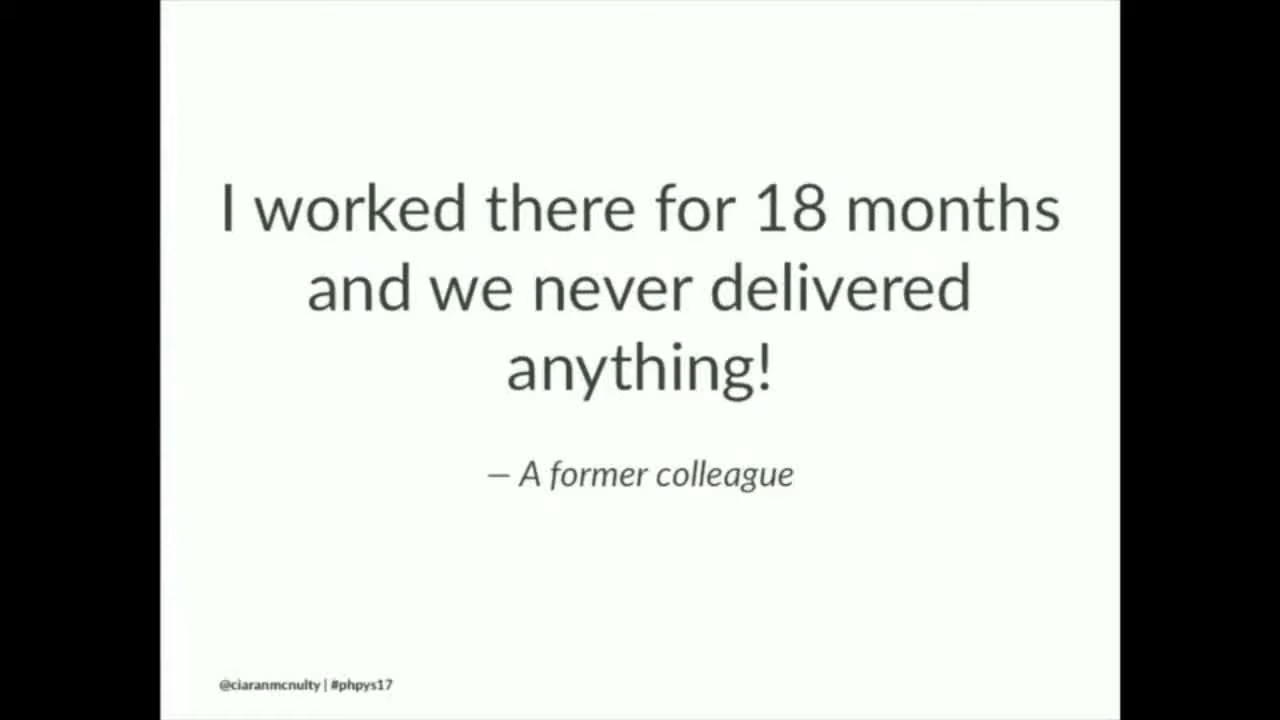 I worked there for 18 months
and we never delivered
anything!
— A former colleague
@ciaranmcnulty | #phpys17